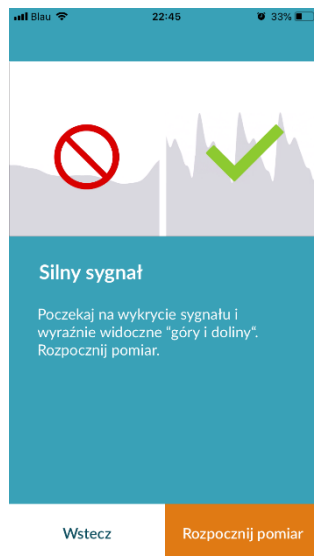 Blau 22:45 33%
Silny sygnał
Poczekaj na wykrycie sygnału i
wyraźnie widoczne “góry i doliny“.
Rozpocznij pomiar.
Wstecz Rozpocznij pomiar